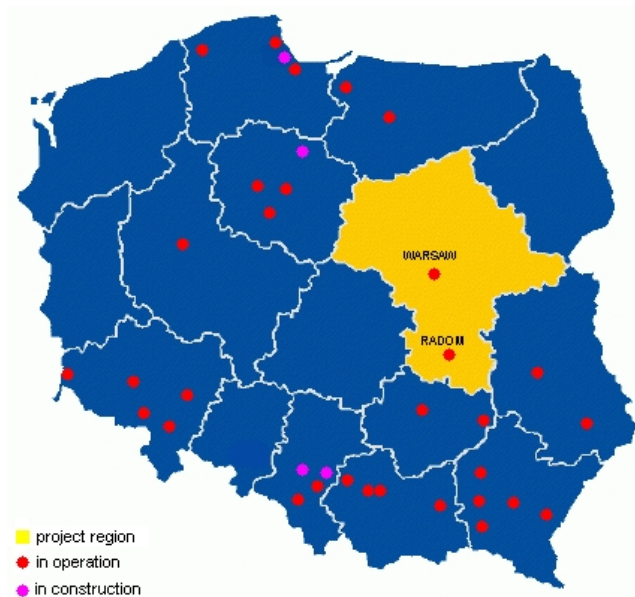 WARSAW
RADOM
project region
in operation
in construction